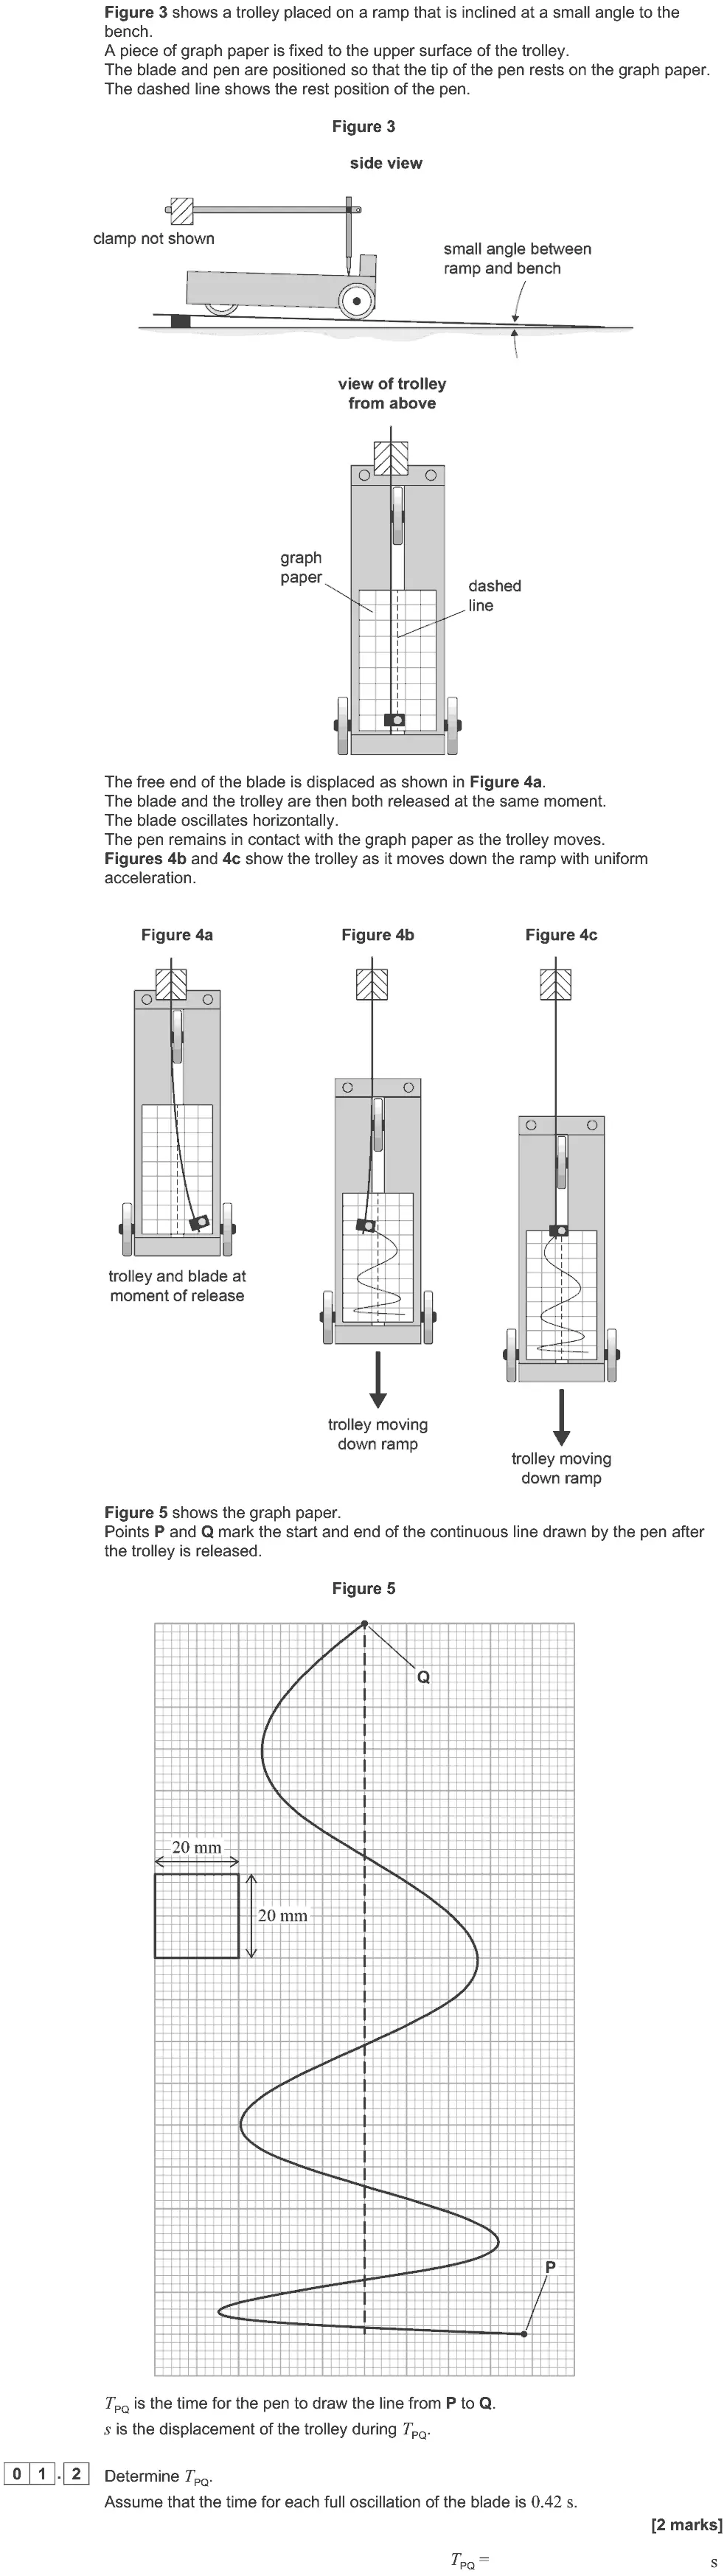 Figure 3 shows a trolley placed on a ramp that is inclined at a small angle to the
bench.
A piece of graph paper is fixed to the upper surface of the trolley.
The blade and pen are positioned so that the tip of the pen rests on the graph paper.
The dashed line shows the rest position of the pen.
Figure 3
side view
clamp not shown
small angle between
ramp and bench
view of trolley
from above
graph
paper
dashed
line
The free end of the blade is displaced as shown in Figure 4a.
The blade and the trolley are then both released at the same moment.
The blade oscillates horizontally.
The pen remains in contact with the graph paper as the trolley moves.
Figures 4b and 4c show the trolley as it moves down the ramp with uniform
acceleration.
Figure 4a
Figure 4b
Figure 4c
trolley and blade at
moment of release
trolley moving
down ramp
trolley moving
down ramp
Figure 5 shows the graph paper.
Points P and Q mark the start and end of the continuous line drawn by the pen after
the trolley is released.
Figure 5
Q
20 mm
20 mm
P
T_PQ is the time for the pen to draw the line from P to Q.
s is the displacement of the trolley during T_PQ.
0 1 . 2 Determine T_PQ.
Assume that the time for each full oscillation of the blade is 0.42 s.
[2 marks]
T_PQ = s